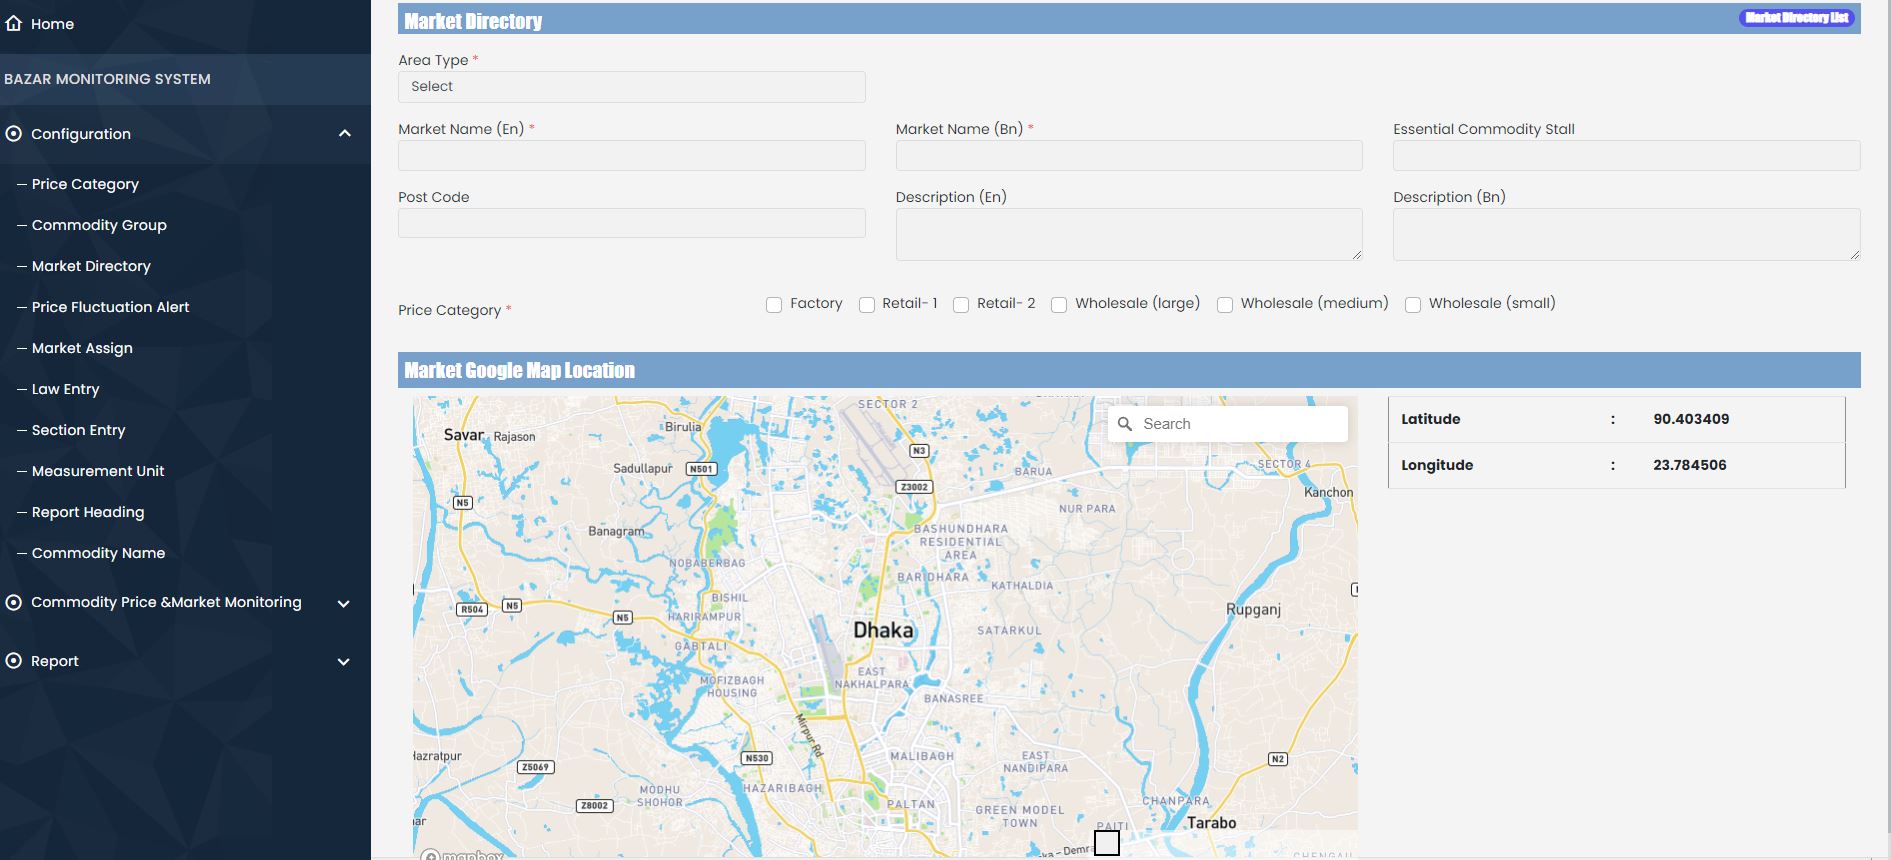 Home
BAZAR MONITORING SYSTEM
Configuration
Price Category
Commodity Group
Market Directory
Price Fluctuation Alert
Market Assign
Law Entry
Section Entry
Measurement Unit
Report Heading
Commodity Name
Commodity Price &Market Monitoring
Report
Market Directory
Market Directory List
Area Type *
Select
Market Name (En) *
Market Name (Bn) *
Essential Commodity Stall
Post Code
Description (En)
Description (Bn)
Price Category *
Factory
Retail- 1
Retail- 2
Wholesale (large)
Wholesale (medium)
Wholesale (small)
Market Google Map Location
SECTOR 2
Search
Savar
Rajason
Birulia
N3
Sadullapur
N501
BARUA
SECTOR 4
Z3002
Kanchon
N5
NUR PARA
Banagram
BASHUNDHARA
RESIDENTIAL
AREA
NOBABERBAG
BARIDHARA
KATHALDIA
R504
N5
BISHIL
HARIRAMPUR
N5
Rupganj
Dhaka
SATARKUL
GABTALI
EAST
NAKHALPARA
MOFIZBAGH
HOUSING
BANASREE
Mirpur Rd
Hazratpur
Z5069
N530
MALIBAGH
EAST
NANDIPARA
N2
MODHU
SHOHOR
HAZARIBAGH
Z8002
PALTAN
GREEN MODEL
TOWN
CHANPARA
PAITI
Tarabo
mapbox
Latitude : 90.403409
Longitude : 23.784506